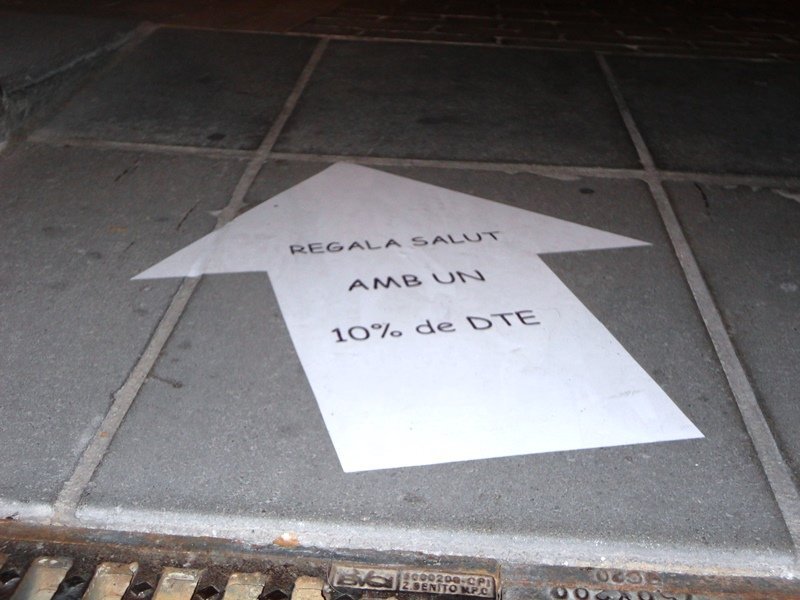 REGALA SALUT
AMB UN
10% de DTE